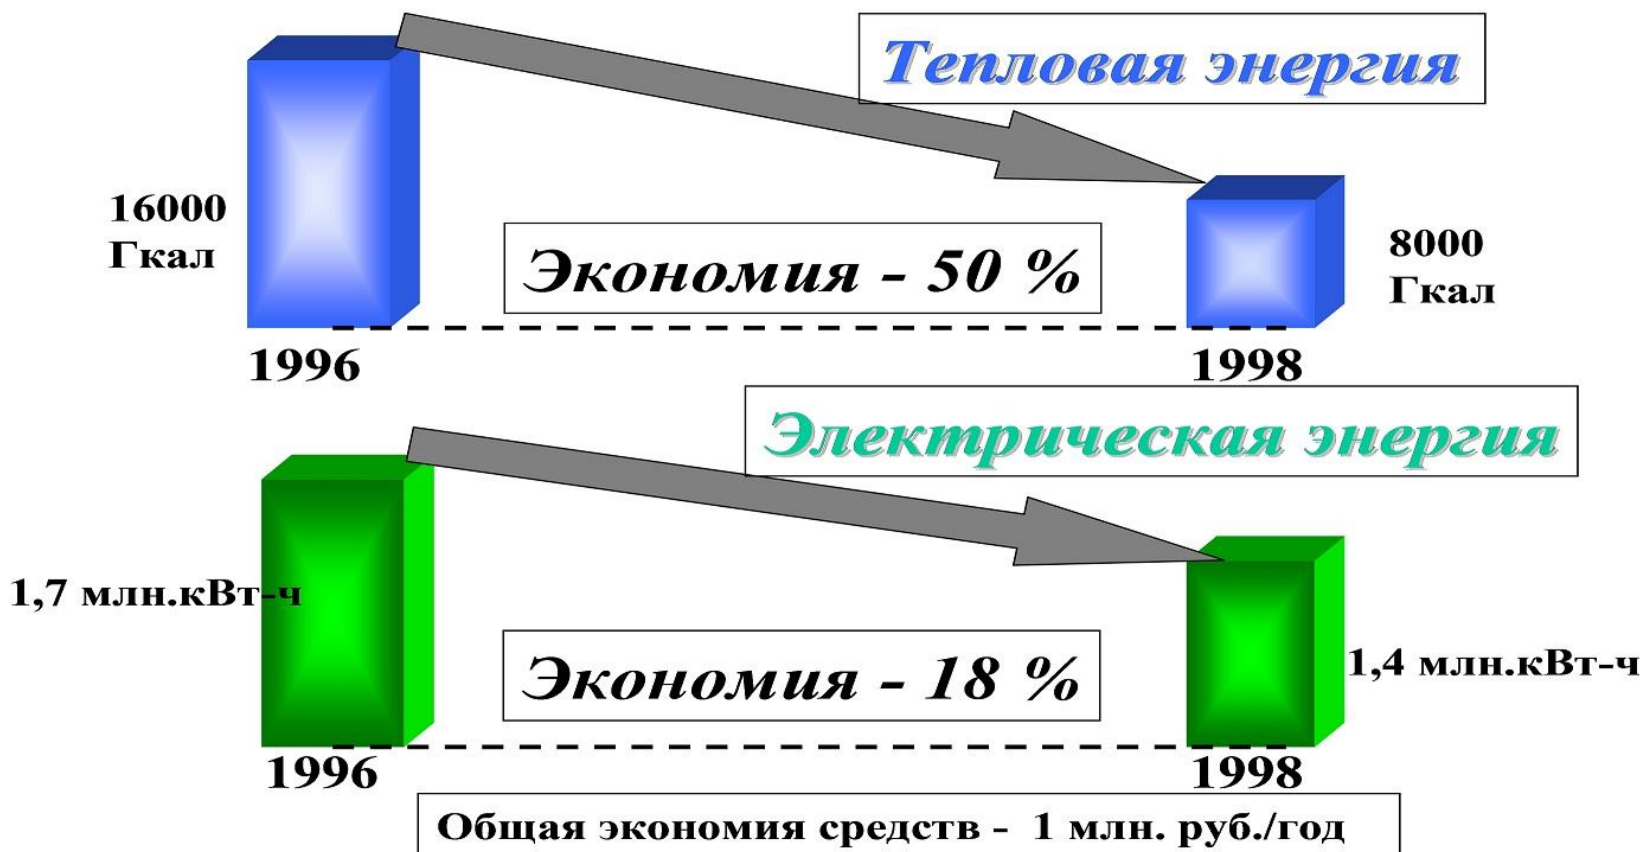 Тепловая энергия
16000
Гкал
Экономия - 50 %
8000
Гкал
1996
1998
Электрическая энергия
1,7 млн.кВт-ч
Экономия - 18 %
1,4 млн.кВт-ч
1996
1998
Общая экономия средств - 1 млн. руб./год